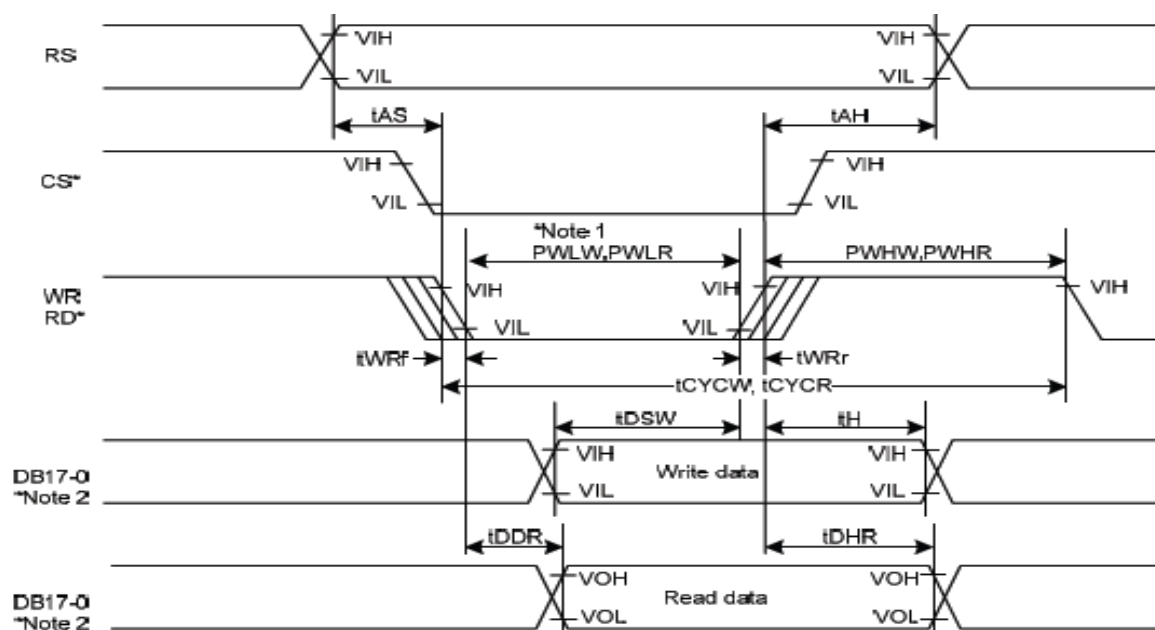 RS
VIH
VIH
VIL
VIL
tAS
tAH
CS*
VIH
VIH
VIL
VIL
*Note 1
PWLW,PWLR
PWHW,PWHR
WR
RD*
VIH
VIH
VIH
VIL
VIL
tWRf
tWRr
tCYCW, tCYCR
tDSW
tH
DB17-0
*Note 2
VIH
Write data
VIH
VIL
VIL
tDDR
tDHR
DB17-0
*Note 2
VOH
Read data
VOH
VOL
VOL